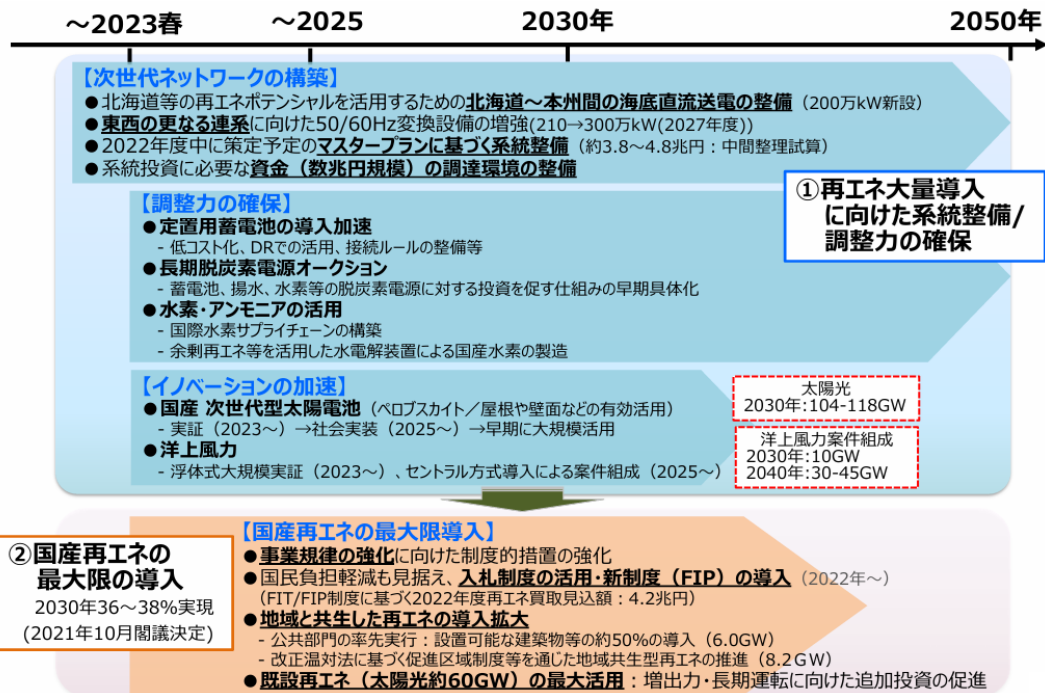 ～2023春
～2025
2030年
2050年
【次世代ネットワークの構築】
●北海道等の再エネポテンシャルを活用するための北海道～本州間の海底直流送電の整備（200万kW新設）
●東西の更なる連系に向けた50/60Hz変換設備の増強(210→300万kW(2027年度))
●2022年度中に策定予定のマスタープランに基づく系統整備（約3.8～4.8兆円：中間整理試算）
●系統投資に必要な資金（数兆円規模）の調達環境の整備
①再エネ大量導入
に向けた系統整備/
調整力の確保
【調整力の確保】
●定置用蓄電池の導入加速
- 低コスト化、DRでの活用、接続ルールの整備等
●長期脱炭素電源オークション
- 蓄電池、揚水、水素等の脱炭素電源に対する投資を促す仕組みの早期具体化
●水素・アンモニアの活用
- 国際水素サプライチェーンの構築
- 余剰再エネ等を活用した水電解装置による国産水素の製造
【イノベーションの加速】
●国産 次世代型太陽電池（ペロブスカイト／屋根や壁面などの有効活用）
- 実証（2023～）→社会実装（2025～）→早期に大規模活用
●洋上風力
- 浮体式大規模実証（2023～）、セントラル方式導入による案件組成（2025～）
太陽光
2030年:104-118GW
洋上風力案件組成
2030年:10GW
2040年:30-45GW
②国産再エネの
最大限の導入
2030年36～38%実現
(2021年10月閣議決定)
【国産再エネの最大限導入】
●事業規律の強化に向けた制度的措置の強化
●国民負担軽減も見据え、入札制度の活用・新制度（FIP）の導入（2022年～）
（FIT/FIP制度に基づく2022年度再エネ買取見込額：4.2兆円）
●地域と共生した再エネの導入拡大
- 公共部門の率先実行：設置可能な建築物等の約50%の導入（6.0GW）
- 改正温対法に基づく促進区域制度等を通じた地域共生型再エネの推進（8.2ＧＷ）
●既設再エネ（太陽光約60GW）の最大活用：増出力・長期運転に向けた追加投資の促進